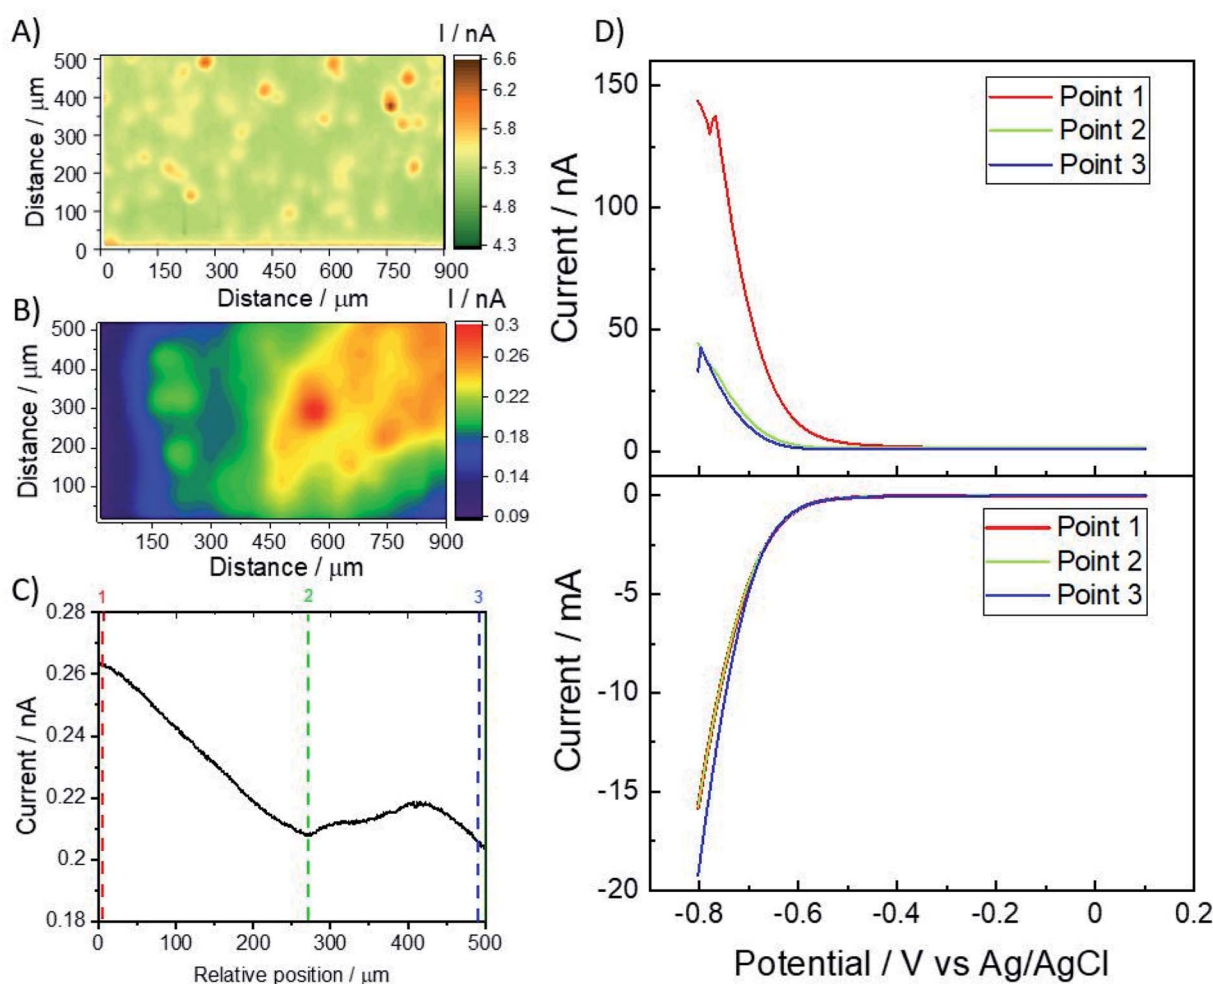 A)
I / nA
Distance / μm
500
400
300
200
100
0
6.6
6.2
5.8
5.3
4.8
4.3
0 150 300 450 600 750 900
Distance / μm
B)
I / nA
Distance / μm
500
400
300
200
100
0.3
0.26
0.22
0.18
0.14
0.09
150 300 450 600 750 900
Distance / μm
C)
1 2 3
Current / nA
0.28
0.26
0.24
0.22
0.2
0.18
0 100 200 300 400 500
Relative position / μm
D)
Current / nA
150
100
50
0
Point 1
Point 2
Point 3
Current / mA
0
-5
-10
-15
-20
Point 1
Point 2
Point 3
-0.8 -0.6 -0.4 -0.2 0 0.2
Potential / V vs Ag/AgCl